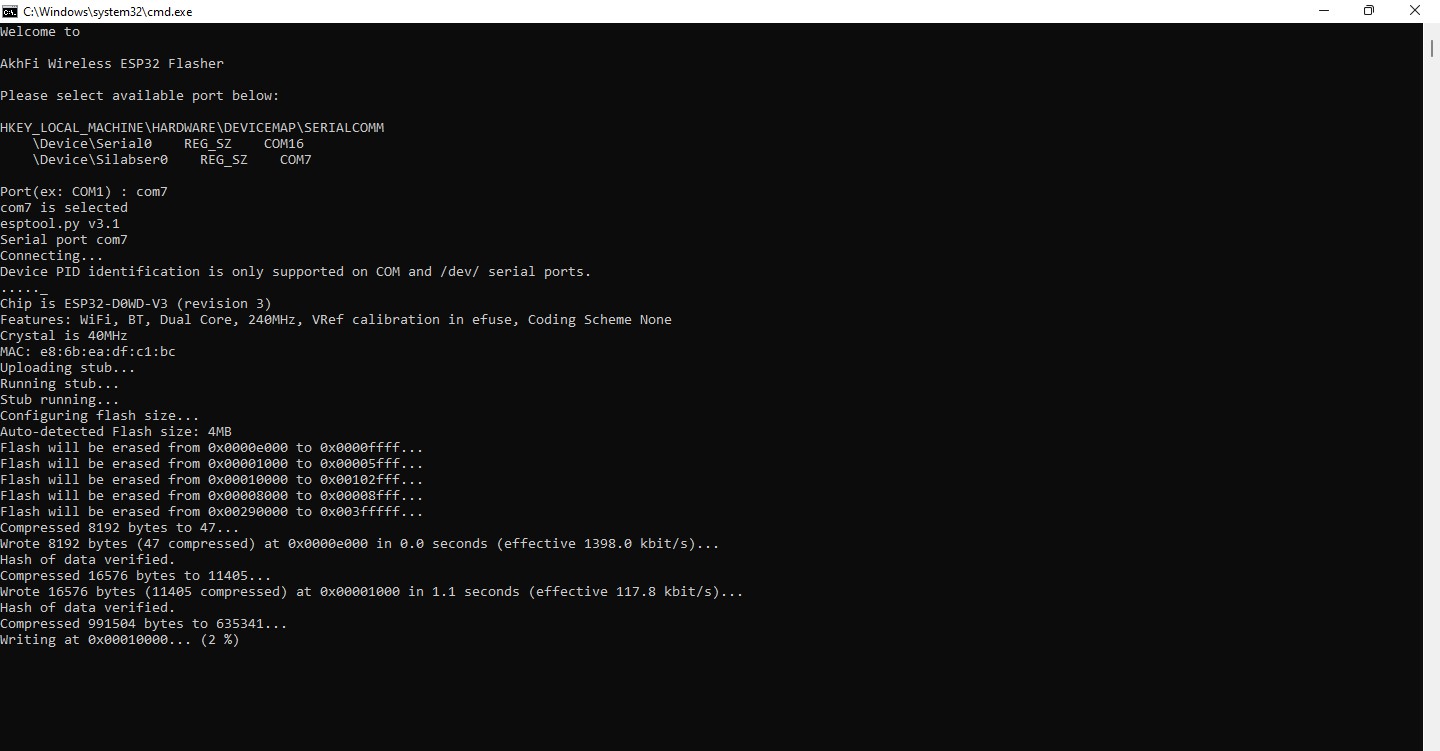 C:\Windows\system32\cmd.exe
Welcome to
AkhFi Wireless ESP32 Flasher
Please select available port below:
HKEY_LOCAL_MACHINE\HARDWARE\DEVICEMAP\SERIALCOMM
    \Device\Serial0    REG_SZ    COM16
    \Device\Silabser0    REG_SZ    COM7
Port(ex: COM1) : com7
com7 is selected
esptool.py v3.1
Serial port com7
Connecting...
Device PID identification is only supported on COM and /dev/ serial ports.
....._
Chip is ESP32-D0WD-V3 (revision 3)
Features: WiFi, BT, Dual Core, 240MHz, VRef calibration in efuse, Coding Scheme None
Crystal is 40MHz
MAC: e8:6b:ea:df:c1:bc
Uploading stub...
Running stub...
Stub running...
Configuring flash size...
Auto-detected Flash size: 4MB
Flash will be erased from 0x0000e000 to 0x0000ffff...
Flash will be erased from 0x00001000 to 0x00005fff...
Flash will be erased from 0x00010000 to 0x00102fff...
Flash will be erased from 0x00008000 to 0x00008fff...
Flash will be erased from 0x00290000 to 0x003fffff...
Compressed 8192 bytes to 47...
Wrote 8192 bytes (47 compressed) at 0x0000e000 in 0.0 seconds (effective 1398.0 kbit/s)...
Hash of data verified.
Compressed 16576 bytes to 11405...
Wrote 16576 bytes (11405 compressed) at 0x00001000 in 1.1 seconds (effective 117.8 kbit/s)...
Hash of data verified.
Compressed 991504 bytes to 635341...
Writing at 0x00010000... (2 %)